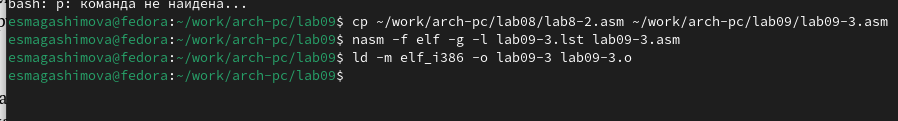 bash: p: команда не найдена...
esmagashimova@fedora:~/work/arch-pc/lab09$ cp ~/work/arch-pc/lab08/lab8-2.asm ~/work/arch-pc/lab09/lab09-3.asm
esmagashimova@fedora:~/work/arch-pc/lab09$ nasm -f elf -g -l lab09-3.lst lab09-3.asm
esmagashimova@fedora:~/work/arch-pc/lab09$ ld -m elf_i386 -o lab09-3 lab09-3.o
esmagashimova@fedora:~/work/arch-pc/lab09$